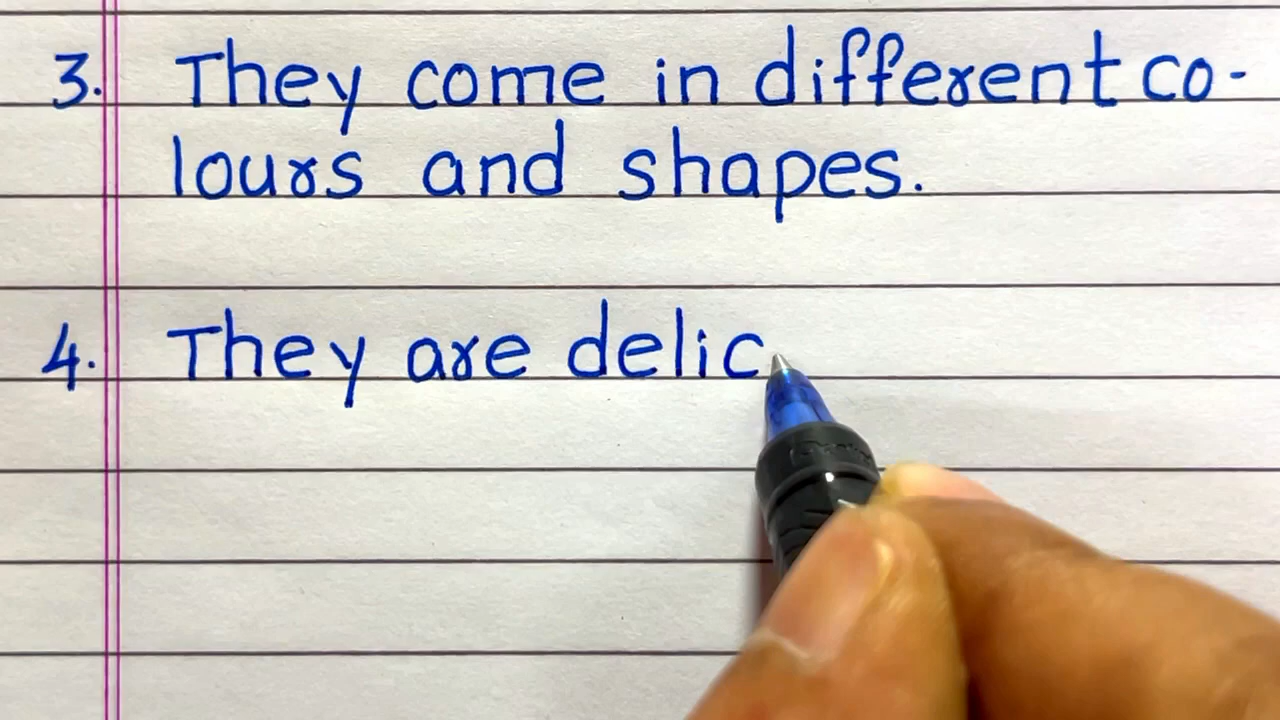 3. They come in different co-
lours and shapes.
4. They are delic